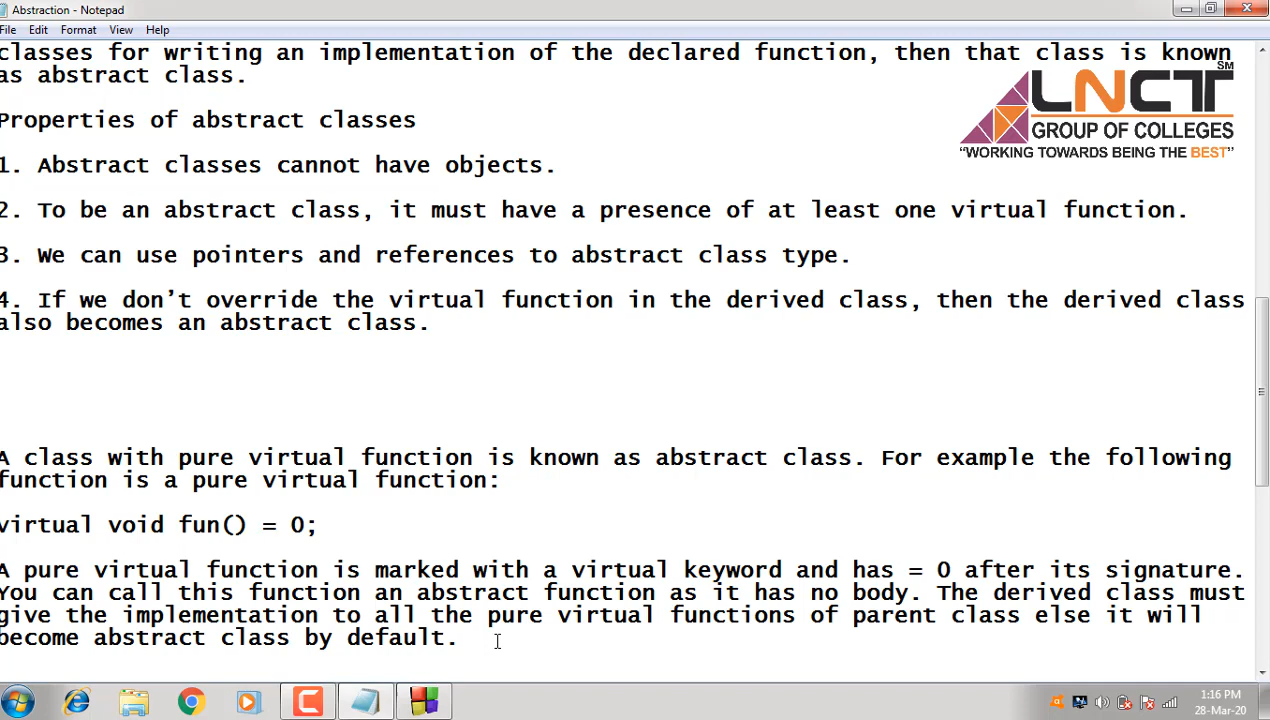 Abstraction - Notepad
File Edit Format View Help
classes for writing an implementation of the declared function, then that class is known
as abstract class.
SM
LNCT
GROUP OF COLLEGES
“WORKING TOWARDS BEING THE BEST”
Properties of abstract classes
1. Abstract classes cannot have objects.
2. To be an abstract class, it must have a presence of at least one virtual function.
3. We can use pointers and references to abstract class type.
4. If we don’t override the virtual function in the derived class, then the derived class
also becomes an abstract class.
A class with pure virtual function is known as abstract class. For example the following
function is a pure virtual function:
virtual void fun() = 0;
A pure virtual function is marked with a virtual keyword and has = 0 after its signature.
You can call this function an abstract function as it has no body. The derived class must
give the implementation to all the pure virtual functions of parent class else it will
become abstract class by default.
1:16 PM
28-Mar-20